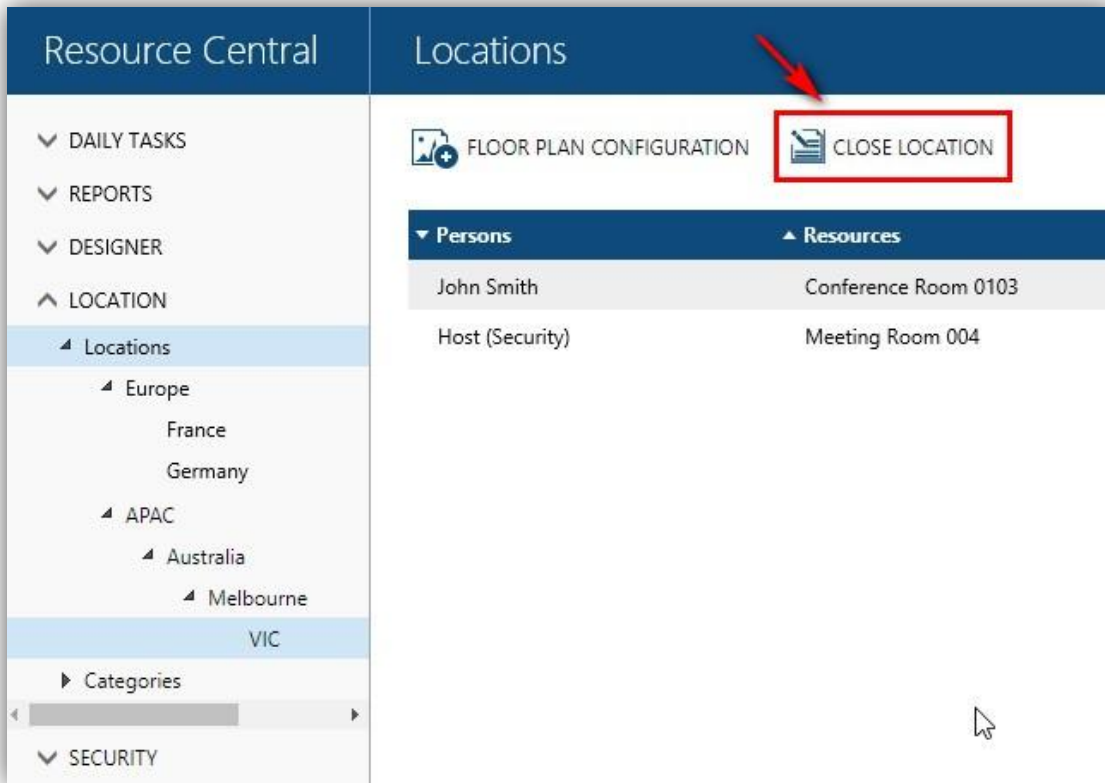 Resource Central
Locations
DAILY TASKS
REPORTS
DESIGNER
LOCATION
Locations
Europe
France
Germany
APAC
Australia
Melbourne
VIC
Categories
SECURITY
FLOOR PLAN CONFIGURATION CLOSE LOCATION
Persons Resources
John Smith Conference Room 0103
Host (Security) Meeting Room 004